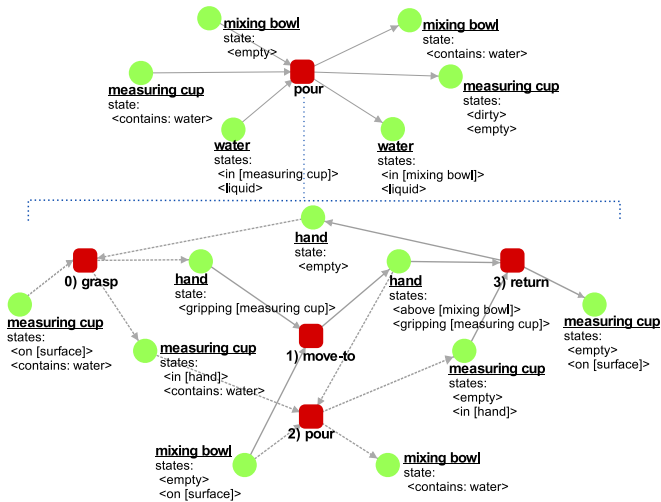 mixing bowl
state:
<empty>
mixing bowl
state:
<contains: water>
measuring cup
state:
<contains: water>
pour
measuring cup
states:
<dirty>
<empty>
water
states:
<in [measuring cup]>
<liquid>
water
states:
<in [mixing bowl]>
<liquid>
hand
state:
<empty>
0) grasp
hand
state:
<gripping [measuring cup]>
hand
states:
<above [mixing bowl]>
<gripping [measuring cup]>
3) return
measuring cup
states:
<on [surface]>
<contains: water>
measuring cup
states:
<in [hand]>
<contains: water>
1) move-to
measuring cup
states:
<empty>
<in [hand]>
measuring cup
states:
<empty>
<on [surface]>
2) pour
mixing bowl
states:
<empty>
<on [surface]>
mixing bowl
state:
<contains: water>